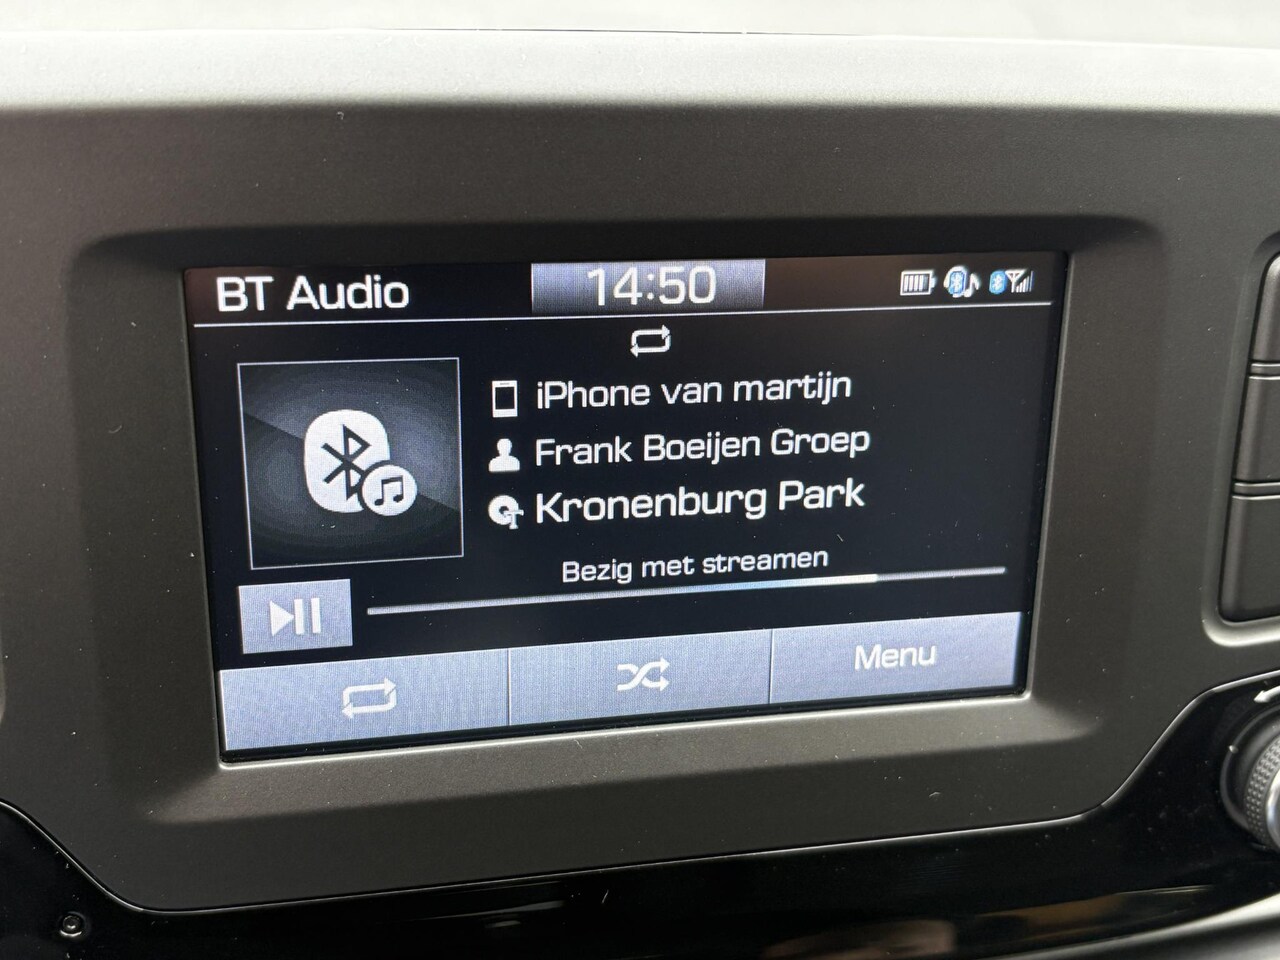 BT Audio 14:50
iPhone van martijn
Frank Boeijen Groep
Kronenburg Park
Bezig met streamen
Menu